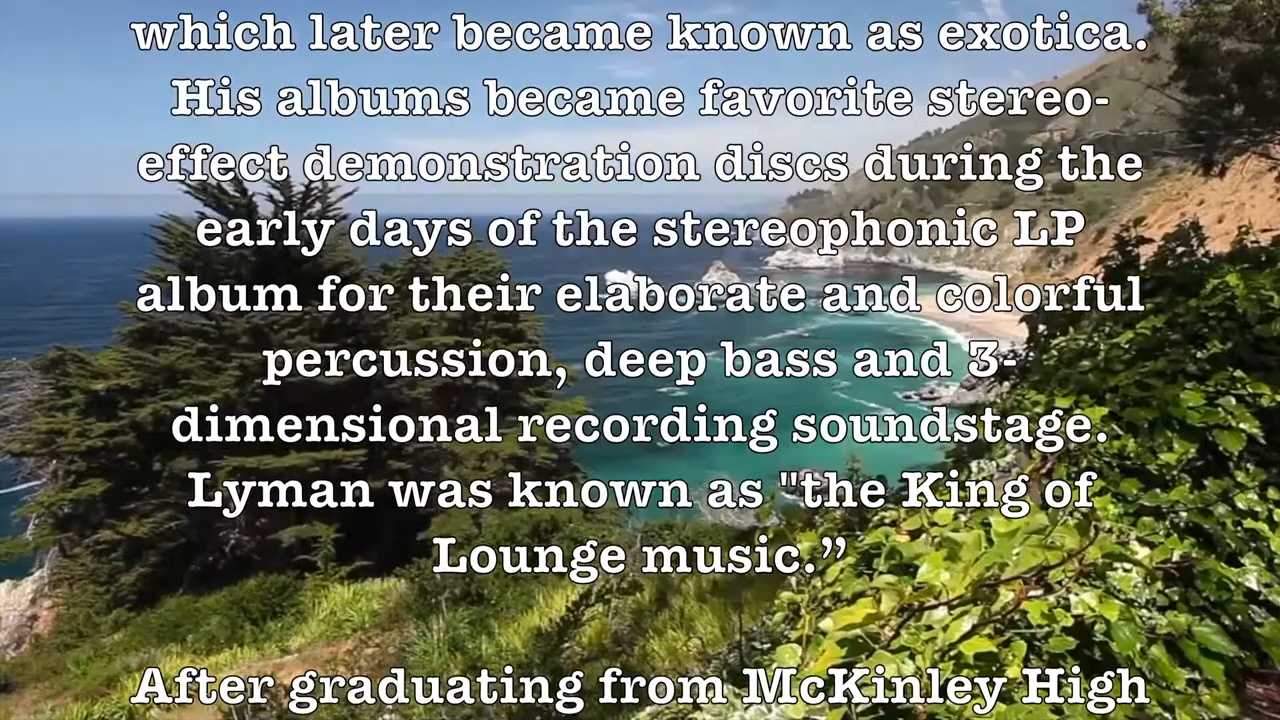 which later became known as exotica.
His albums became favorite stereo-
effect demonstration discs during the
early days of the stereophonic LP
album for their elaborate and colorful
percussion, deep bass and 3-
dimensional recording soundstage.
Lyman was known as "the King of
Lounge music.”
After graduating from McKinley High